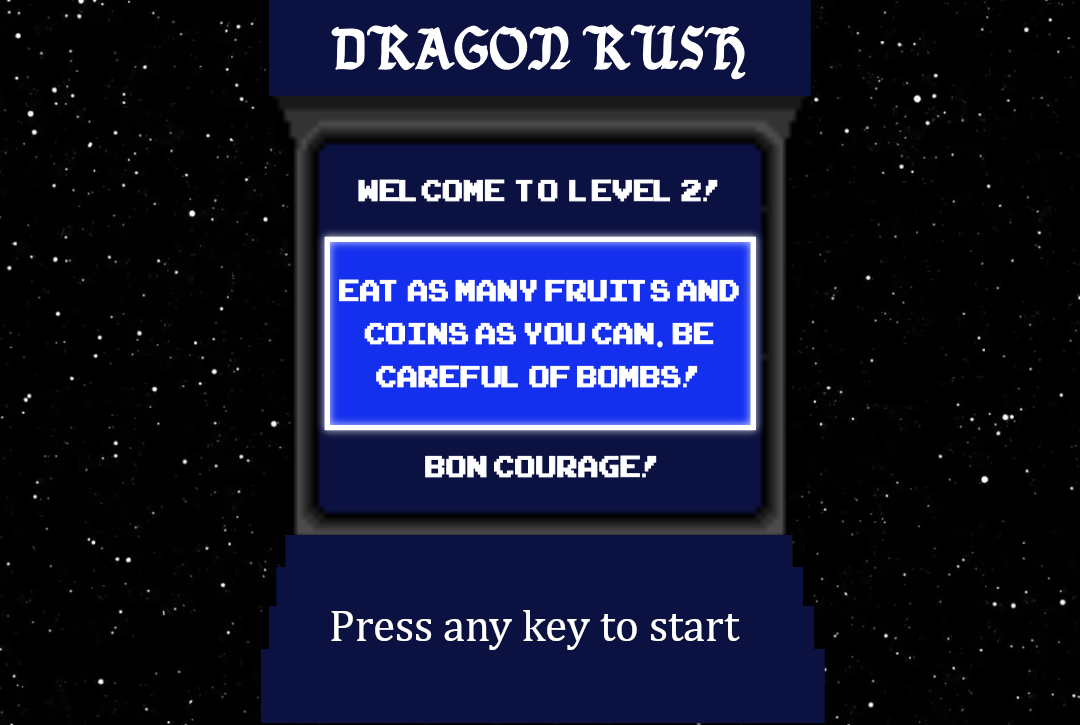 DRAGON RUSH
WELCOME TO LEVEL 2!
EAT AS MANY FRUITS AND
COINS AS YOU CAN. BE
CAREFUL OF BOMBS!
BON COURAGE!
Press any key to start